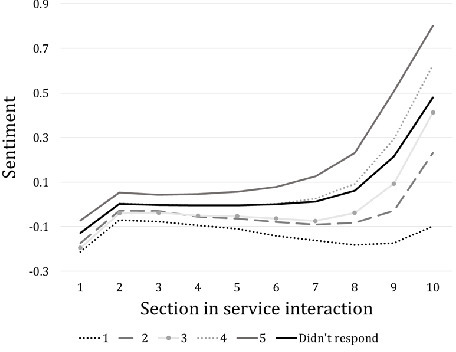 0.9
0.7
0.5
0.3
0.1
-0.1
-0.3
Sentiment
1 2 3 4 5 6 7 8 9 10
Section in service interaction
1 2 3 4 5 Didn't respond